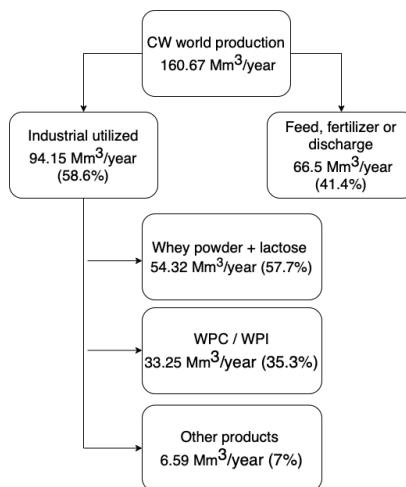 CW world production
160.67 Mm³/year
Industrial utilized
94.15 Mm³/year
(58.6%)
Feed, fertilizer or
discharge
66.5 Mm³/year
(41.4%)
Whey powder + lactose
54.32 Mm³/year (57.7%)
WPC / WPI
33.25 Mm³/year (35.3%)
Other products
6.59 Mm³/year (7%)